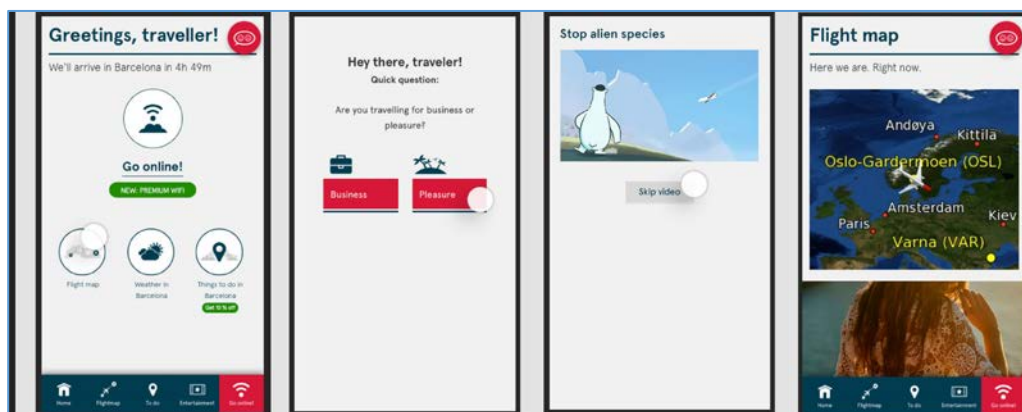 Greetings, traveller!
We'll arrive in Barcelona in 4h 49m
Go online!
NEW: PREMIUM WIFI
Flight map
Weather in
Barcelona
Things to do in
Barcelona
Get 10 % off
Home
Flightmap
To do
Entertainment
Go online!
Hey there, traveler!
Quick question:
Are you travelling for business or
pleasure?
Business
Pleasure
Stop alien species
Skip video
Flight map
Here we are. Right now.
Andøya
Kittilä
Oslo-Gardermoen (OSL)
Amsterdam
Paris
Kiev
Varna (VAR)
Home
Flightmap
To do
Entertainment
Go online!